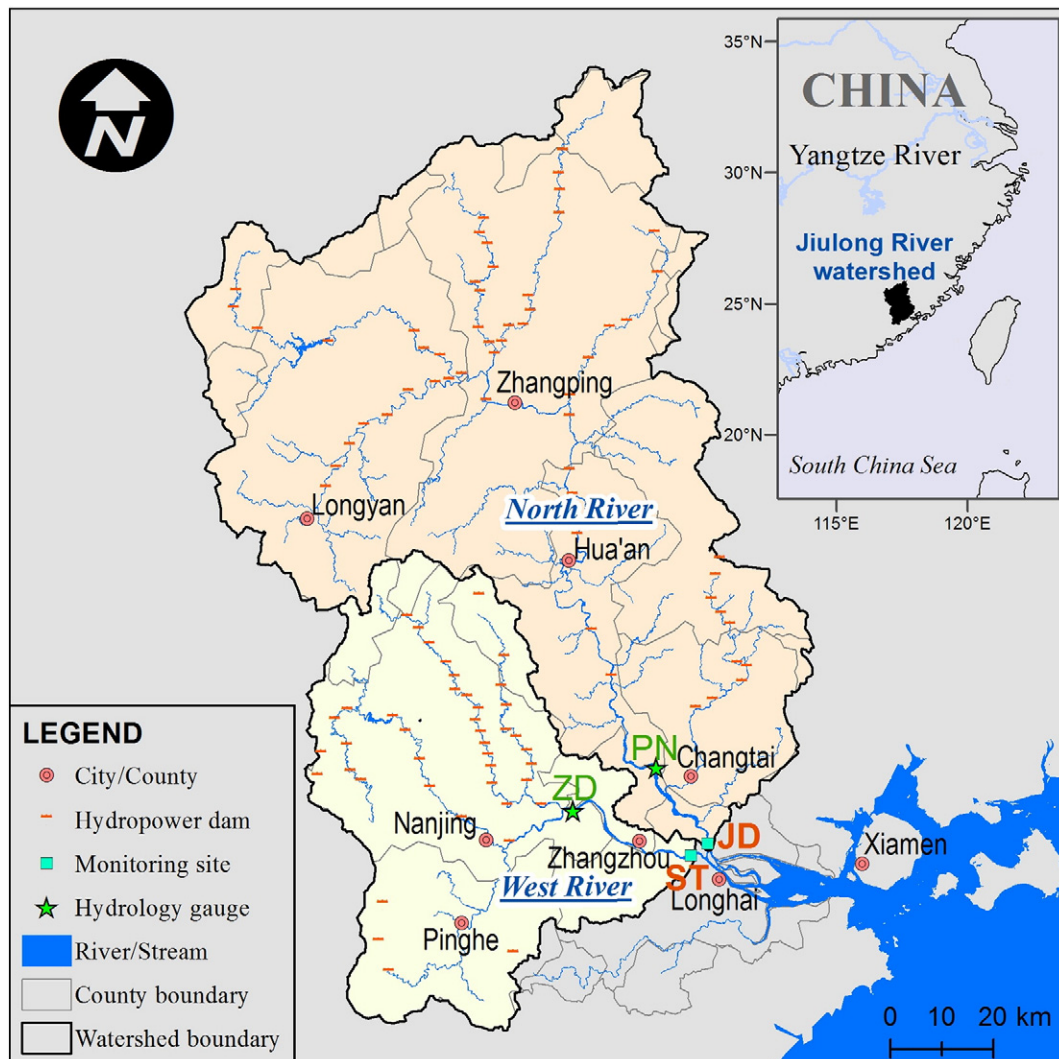 N
35°N
CHINA
Yangtze River
30°N
Jiulong River
watershed
25°N
20°N
South China Sea
115°E
120°E
Zhangping
Longyan
North River
Hua'an
PN
Changtai
ZD
Nanjing
Zhangzhou
JD
Xiamen
ST
Longhai
West River
Pinghe
LEGEND
City/County
Hydropower dam
Monitoring site
Hydrology gauge
River/Stream
County boundary
Watershed boundary
0 10 20 km